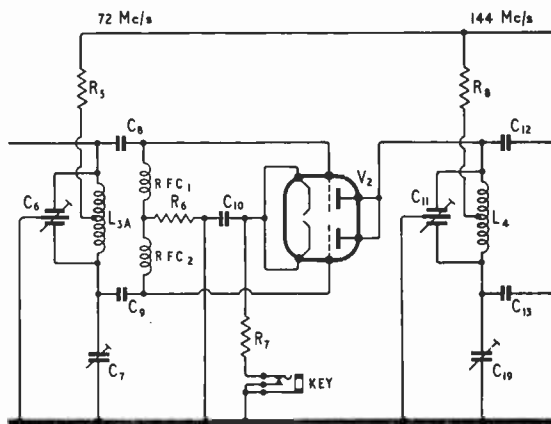 72 Mc/s
144 Mc/s
R5
R8
C8
C12
RFC1
V2
C6
R6
C10
C11
L3A
L4
RFC2
C9
C13
R7
C7
KEY
C19